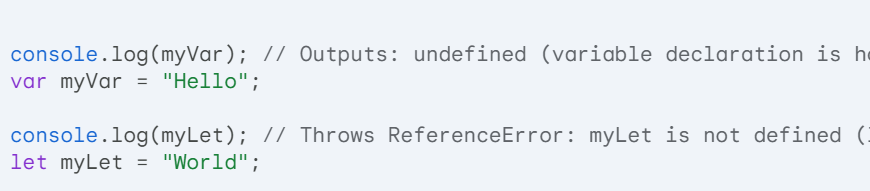 console.log(myVar); // Outputs: undefined (variable declaration is
var myVar = "Hello";
console.log(myLet); // Throws ReferenceError: myLet is not defined (
let myLet = "World";